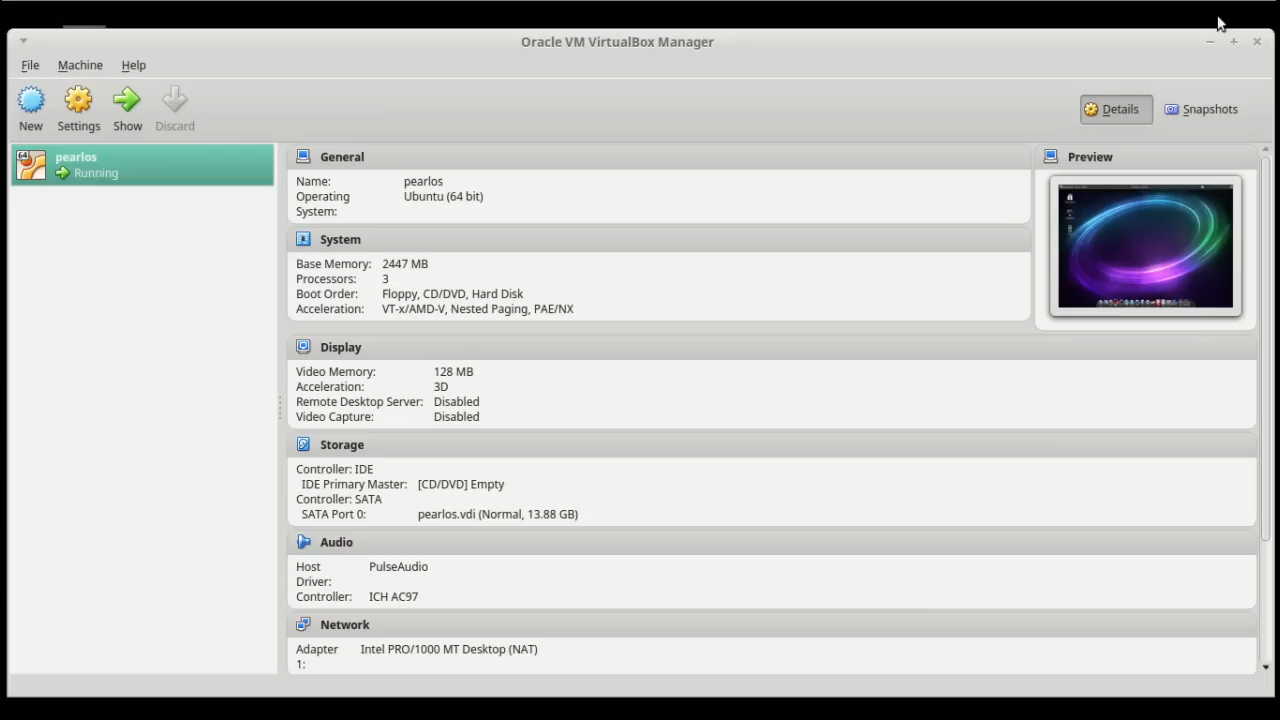 Oracle VM VirtualBox Manager
File Machine Help
New Settings Show Discard
Details Snapshots
64 pearlos
Running
General
Name: pearlos
Operating System: Ubuntu (64 bit)
System
Base Memory: 2447 MB
Processors: 3
Boot Order: Floppy, CD/DVD, Hard Disk
Acceleration: VT-x/AMD-V, Nested Paging, PAE/NX
Preview
Display
Video Memory: 128 MB
Acceleration: 3D
Remote Desktop Server: Disabled
Video Capture: Disabled
Storage
Controller: IDE
IDE Primary Master: [CD/DVD] Empty
Controller: SATA
SATA Port 0: pearlos.vdi (Normal, 13.88 GB)
Audio
Host Driver: PulseAudio
Controller: ICH AC97
Network
Adapter 1: Intel PRO/1000 MT Desktop (NAT)